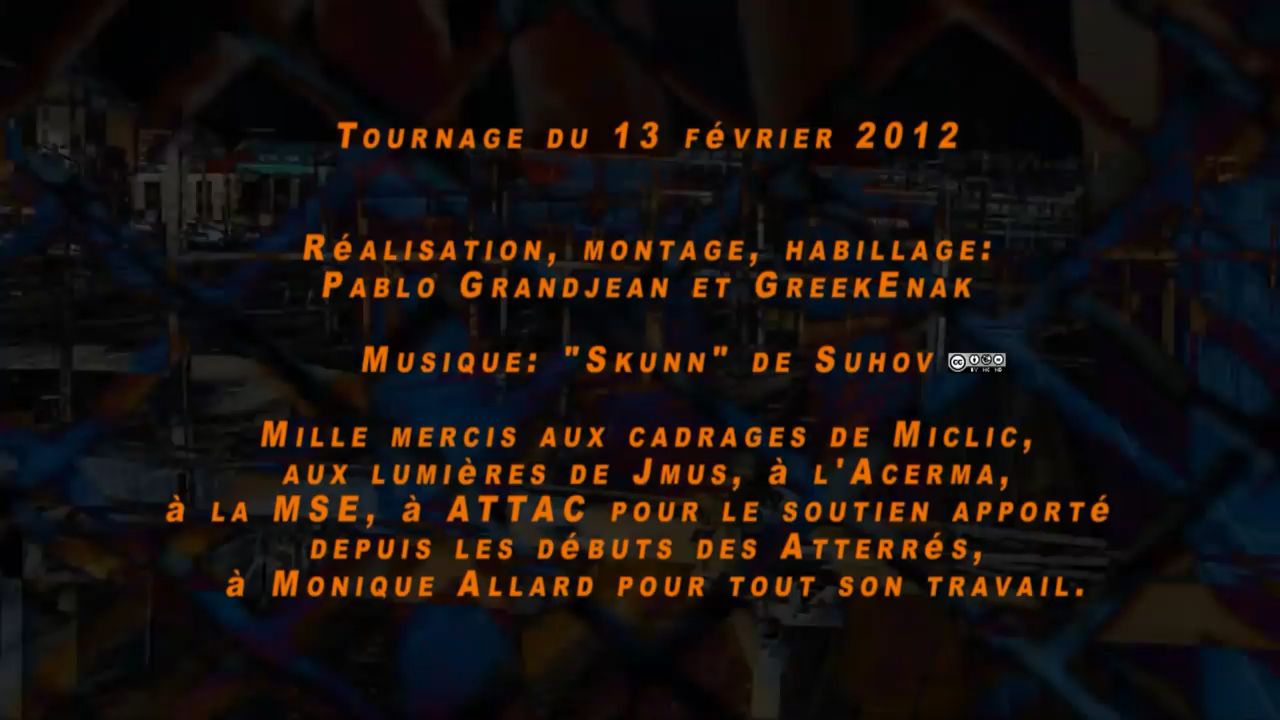 Tournage du 13 février 2012
Réalisation, montage, habillage:
Pablo Grandjean et GreekEnak
Musique: "Skunn" de Suhov
Mille mercis aux cadrages de Miclic,
aux lumières de Jmus, à l'Acerma,
à la MSE, à ATTAC pour le soutien apporté
depuis les débuts des Atterrés,
à Monique Allard pour tout son travail.